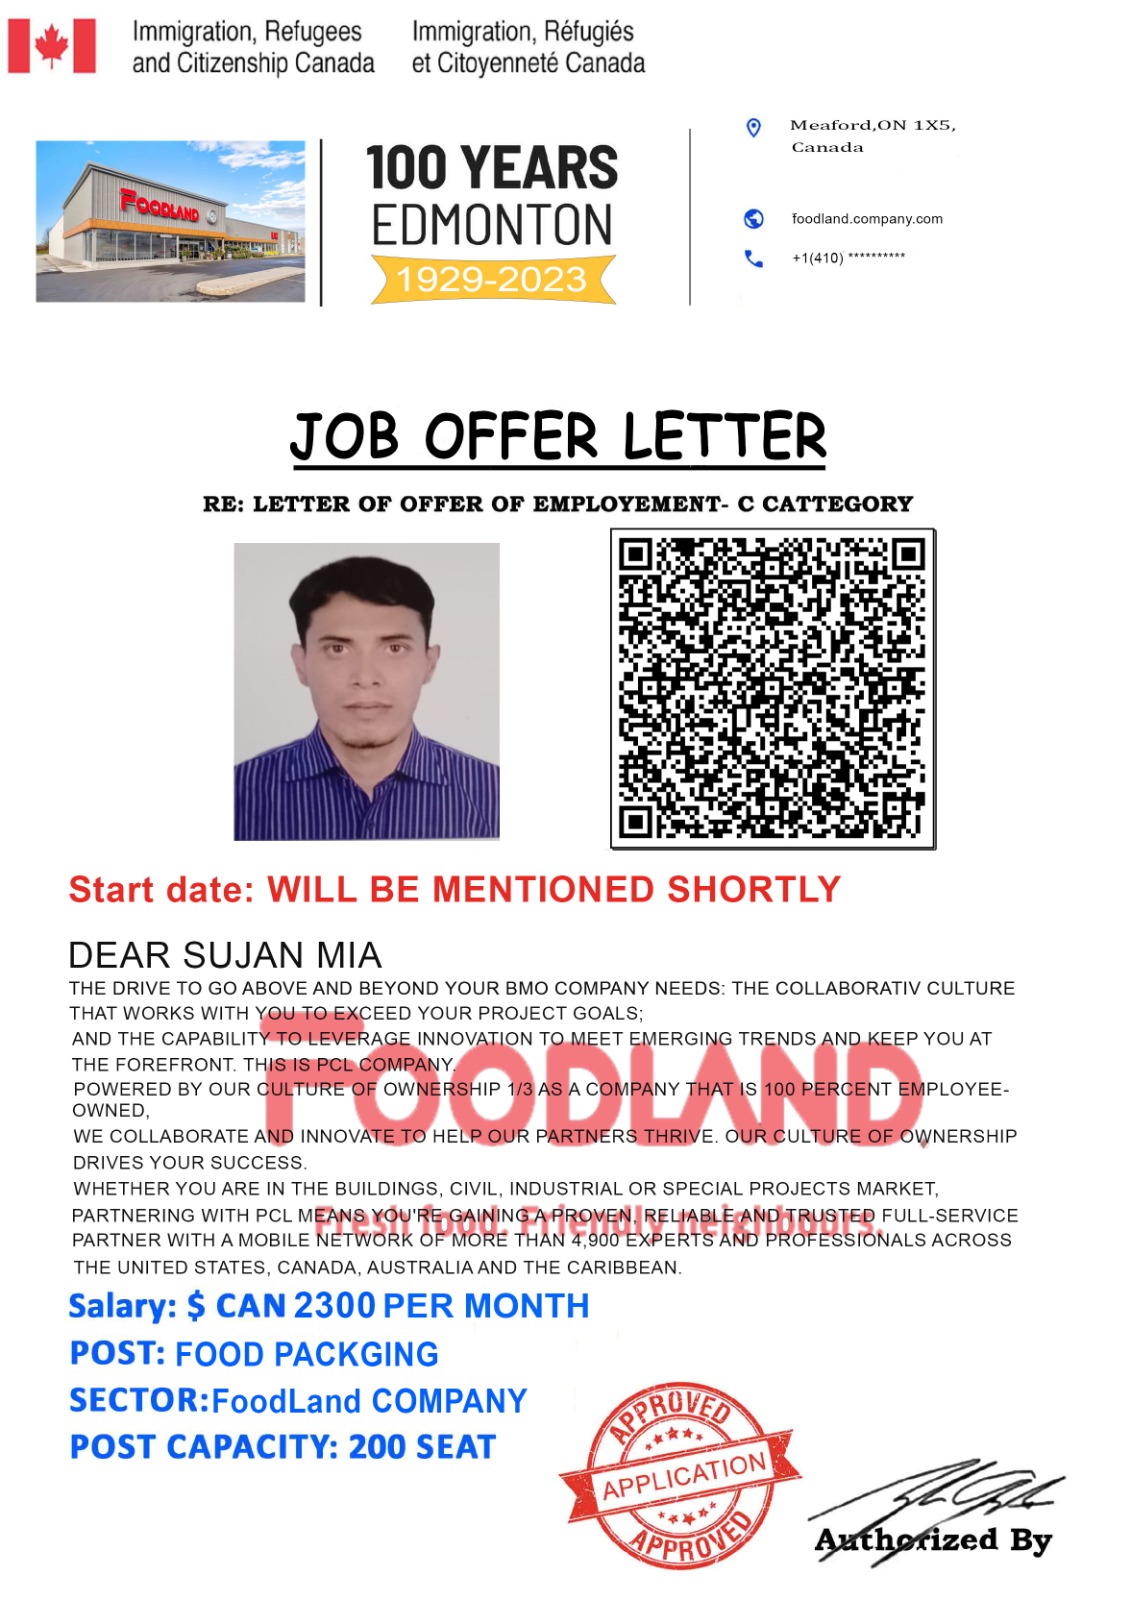 Immigration, Refugees and Citizenship Canada
Immigration, Réfugiés et Citoyenneté Canada
FOODLAND
100 YEARS
EDMONTON
1929-2023
Meaford,ON 1X5,
Canada
foodland.company.com
+1(410) **********
JOB OFFER LETTER
RE: LETTER OF OFFER OF EMPLOYEMENT- C CATTEGORY
Start date: WILL BE MENTIONED SHORTLY
DEAR SUJAN MIA
THE DRIVE TO GO ABOVE AND BEYOND YOUR BMO COMPANY NEEDS: THE COLLABORATIV CULTURE
THAT WORKS WITH YOU TO EXCEED YOUR PROJECT GOALS;
AND THE CAPABILITY TO LEVERAGE INNOVATION TO MEET EMERGING TRENDS AND KEEP YOU AT
THE FOREFRONT. THIS IS PCL COMPANY.
POWERED BY OUR CULTURE OF OWNERSHIP 1/3 AS A COMPANY THAT IS 100 PERCENT EMPLOYEE-
OWNED,
WE COLLABORATE AND INNOVATE TO HELP OUR PARTNERS THRIVE. OUR CULTURE OF OWNERSHIP
DRIVES YOUR SUCCESS.
WHETHER YOU ARE IN THE BUILDINGS, CIVIL, INDUSTRIAL OR SPECIAL PROJECTS MARKET,
PARTNERING WITH PCL MEANS YOU'RE GAINING A PROVEN, RELIABLE AND TRUSTED FULL-SERVICE
PARTNER WITH A MOBILE NETWORK OF MORE THAN 4,900 EXPERTS AND PROFESSIONALS ACROSS
THE UNITED STATES, CANADA, AUSTRALIA AND THE CARIBBEAN.
FOODLAND
Fresh food. Friendly neighbours.
Salary: $ CAN 2300 PER MONTH
POST: FOOD PACKGING
SECTOR:FoodLand COMPANY
POST CAPACITY: 200 SEAT
APPROVED
APPLICATION
APPROVED
Authorized By